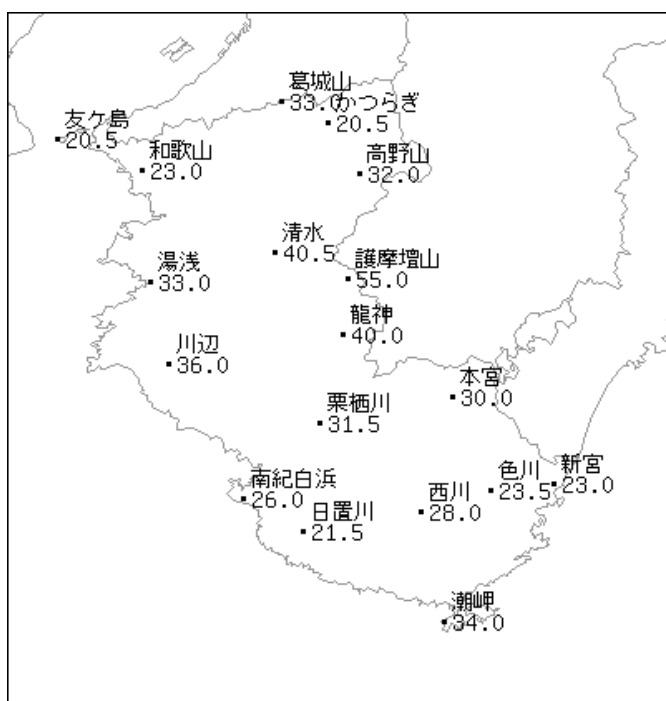 葛城山
33.0
かつらぎ
20.5
友ケ島
20.5
和歌山
23.0
高野山
32.0
清水
40.5
護摩壇山
55.0
湯浅
33.0
龍神
40.0
川辺
36.0
本宮
30.0
栗栖川
31.5
新宮
23.0
色川
23.5
南紀白浜
26.0
西川
28.0
日置川
21.5
潮岬
34.0